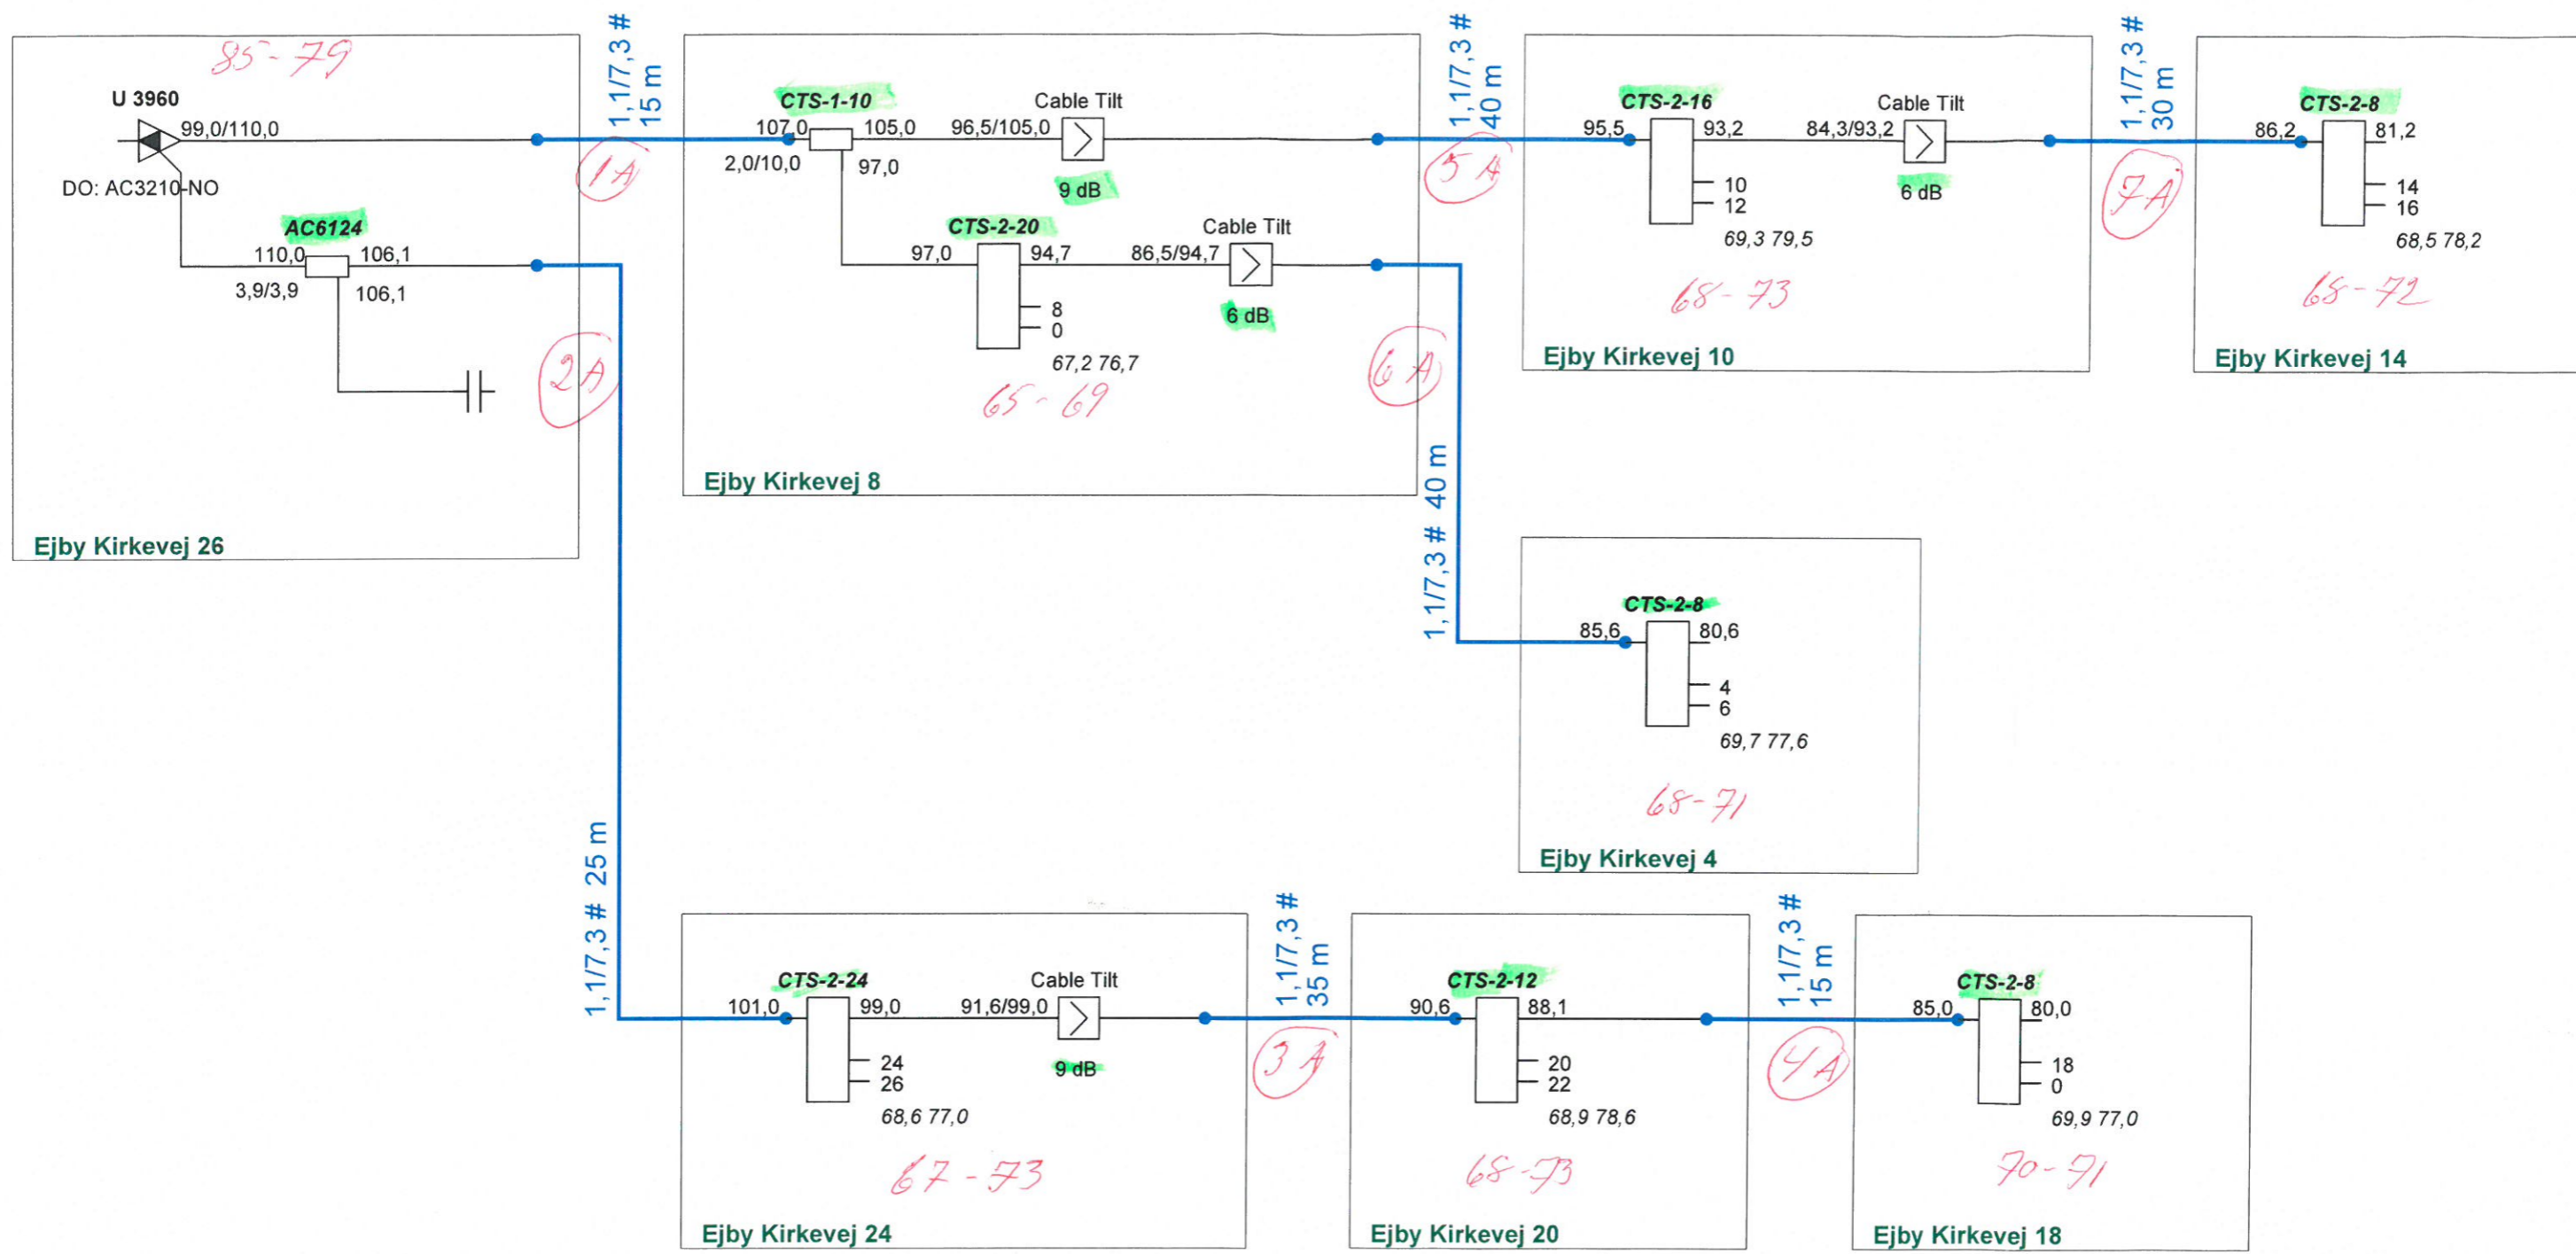 85-79
U 3960
99,0/110,0
DO: AC3210-NO
AC6124
110,0 106,1
3,9/3,9 106,1
Ejby Kirkevej 26
1,1/7,3 #
15 m
1A
2A
1,1/7,3 # 25 m
CTS-1-10
107,0 105,0
2,0/10,0 97,0
96,5/105,0
Cable Tilt
9 dB
CTS-2-20
97,0 94,7
8
0
67,2 76,7
65-69
86,5/94,7
Cable Tilt
6 dB
Ejby Kirkevej 8
1,1/7,3 #
40 m
5A
6A
1,1/7,3 # 40 m
CTS-2-16
95,5 93,2
10
12
69,3 79,5
68-73
84,3/93,2
Cable Tilt
6 dB
Ejby Kirkevej 10
1,1/7,3 #
30 m
7A
CTS-2-8
86,2 81,2
14
16
68,5 78,2
68-72
Ejby Kirkevej 14
CTS-2-8
85,6 80,6
4
6
69,7 77,6
68-71
Ejby Kirkevej 4
CTS-2-24
101,0 99,0
24
26
68,6 77,0
67-73
91,6/99,0
Cable Tilt
9 dB
Ejby Kirkevej 24
1,1/7,3 #
35 m
3A
CTS-2-12
90,6 88,1
20
22
68,9 78,6
68-73
Ejby Kirkevej 20
1,1/7,3 #
15 m
4A
CTS-2-8
85,0 80,0
18
0
69,9 77,0
70-71
Ejby Kirkevej 18